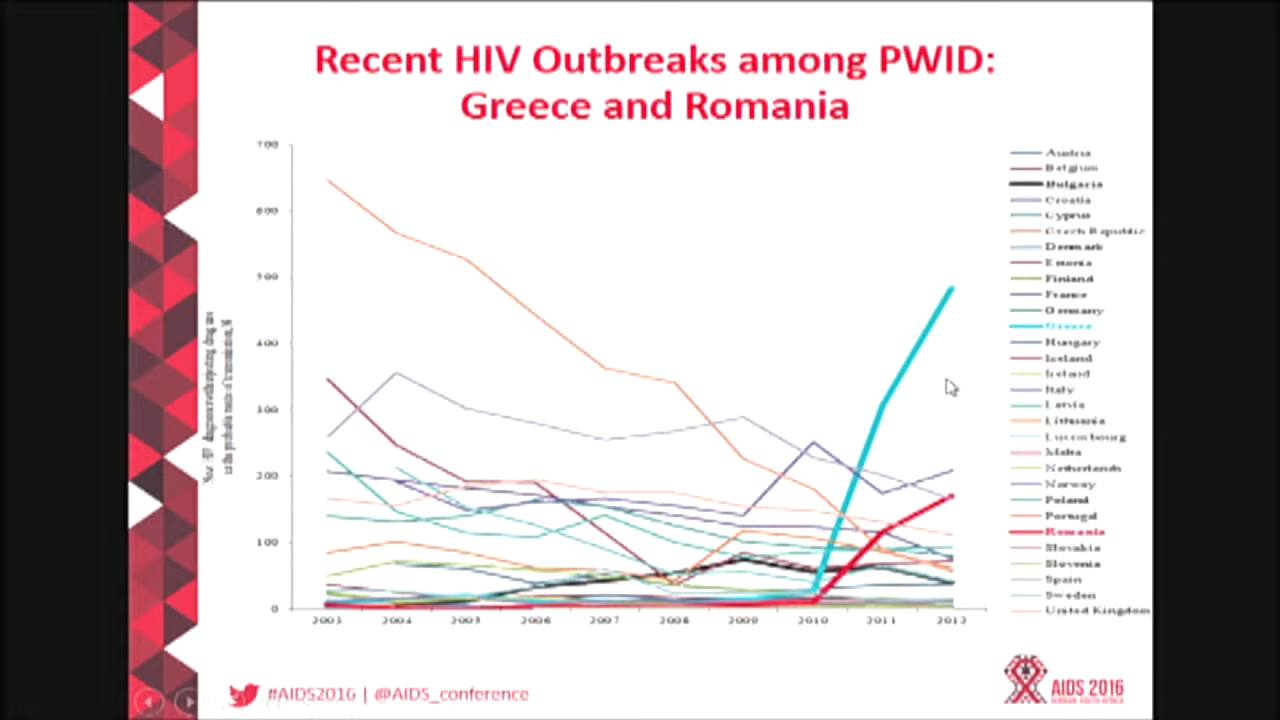 Recent HIV Outbreaks among PWID:
Greece and Romania
700
600
500
400
300
200
100
0
2003
2004
2005
2006
2007
2008
2009
2010
2011
2012
Austria
Belgium
Bulgaria
Croatia
Cyprus
Czech Republic
Denmark
Estonia
Finland
France
Germany
Greece
Hungary
Iceland
Ireland
Italy
Latvia
Lithuania
Luxembourg
Malta
Netherlands
Norway
Poland
Portugal
Romania
Slovakia
Slovenia
Spain
Sweden
United Kingdom
#AIDS2016 | @AIDS_conference
AIDS 2016